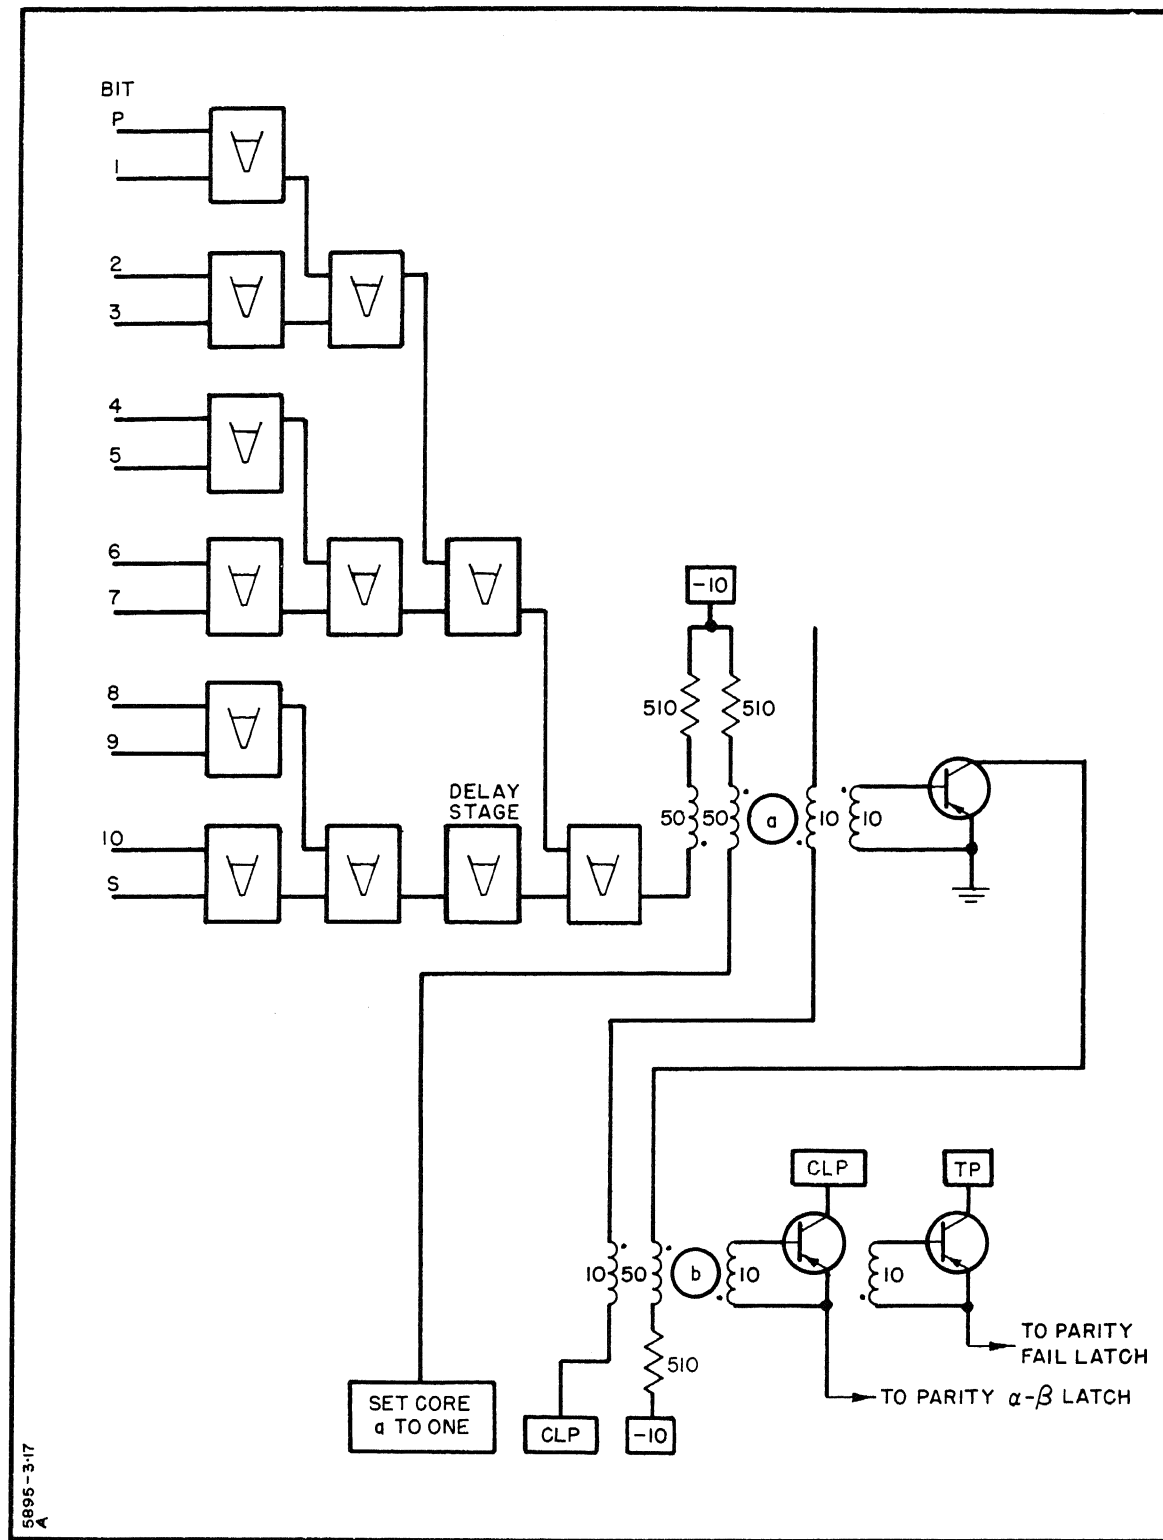 BIT
P
1
2
3
4
5
6
7
8
9
10
S
DELAY
STAGE
-10
510
510
50
50
a
10
10
CLP
TP
10
50
b
10
10
510
TO PARITY
FAIL LATCH
TO PARITY α-β LATCH
SET CORE
a TO ONE
CLP
-10
5895-3-17
A